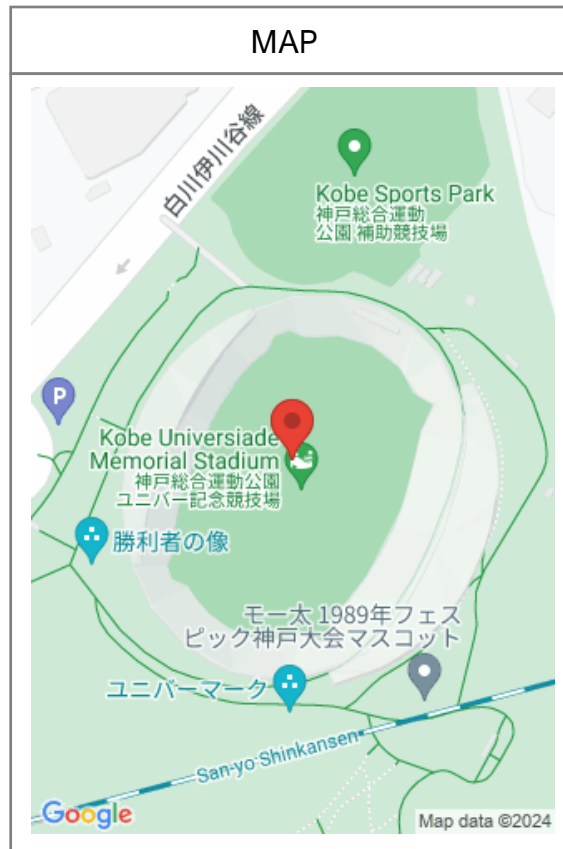 MAP
白川伊川谷線
Kobe Sports Park
神戸総合運動
公園 補助競技場
P
Kobe Universiade
Memorial Stadium
神戸総合運動公園
ユニバー記念競技場
勝利者の像
モー太 1989年フェス
ピック神戸大会マスコット
ユニバーマーク
San-yo Shinkansen
Google
Map data ©2024